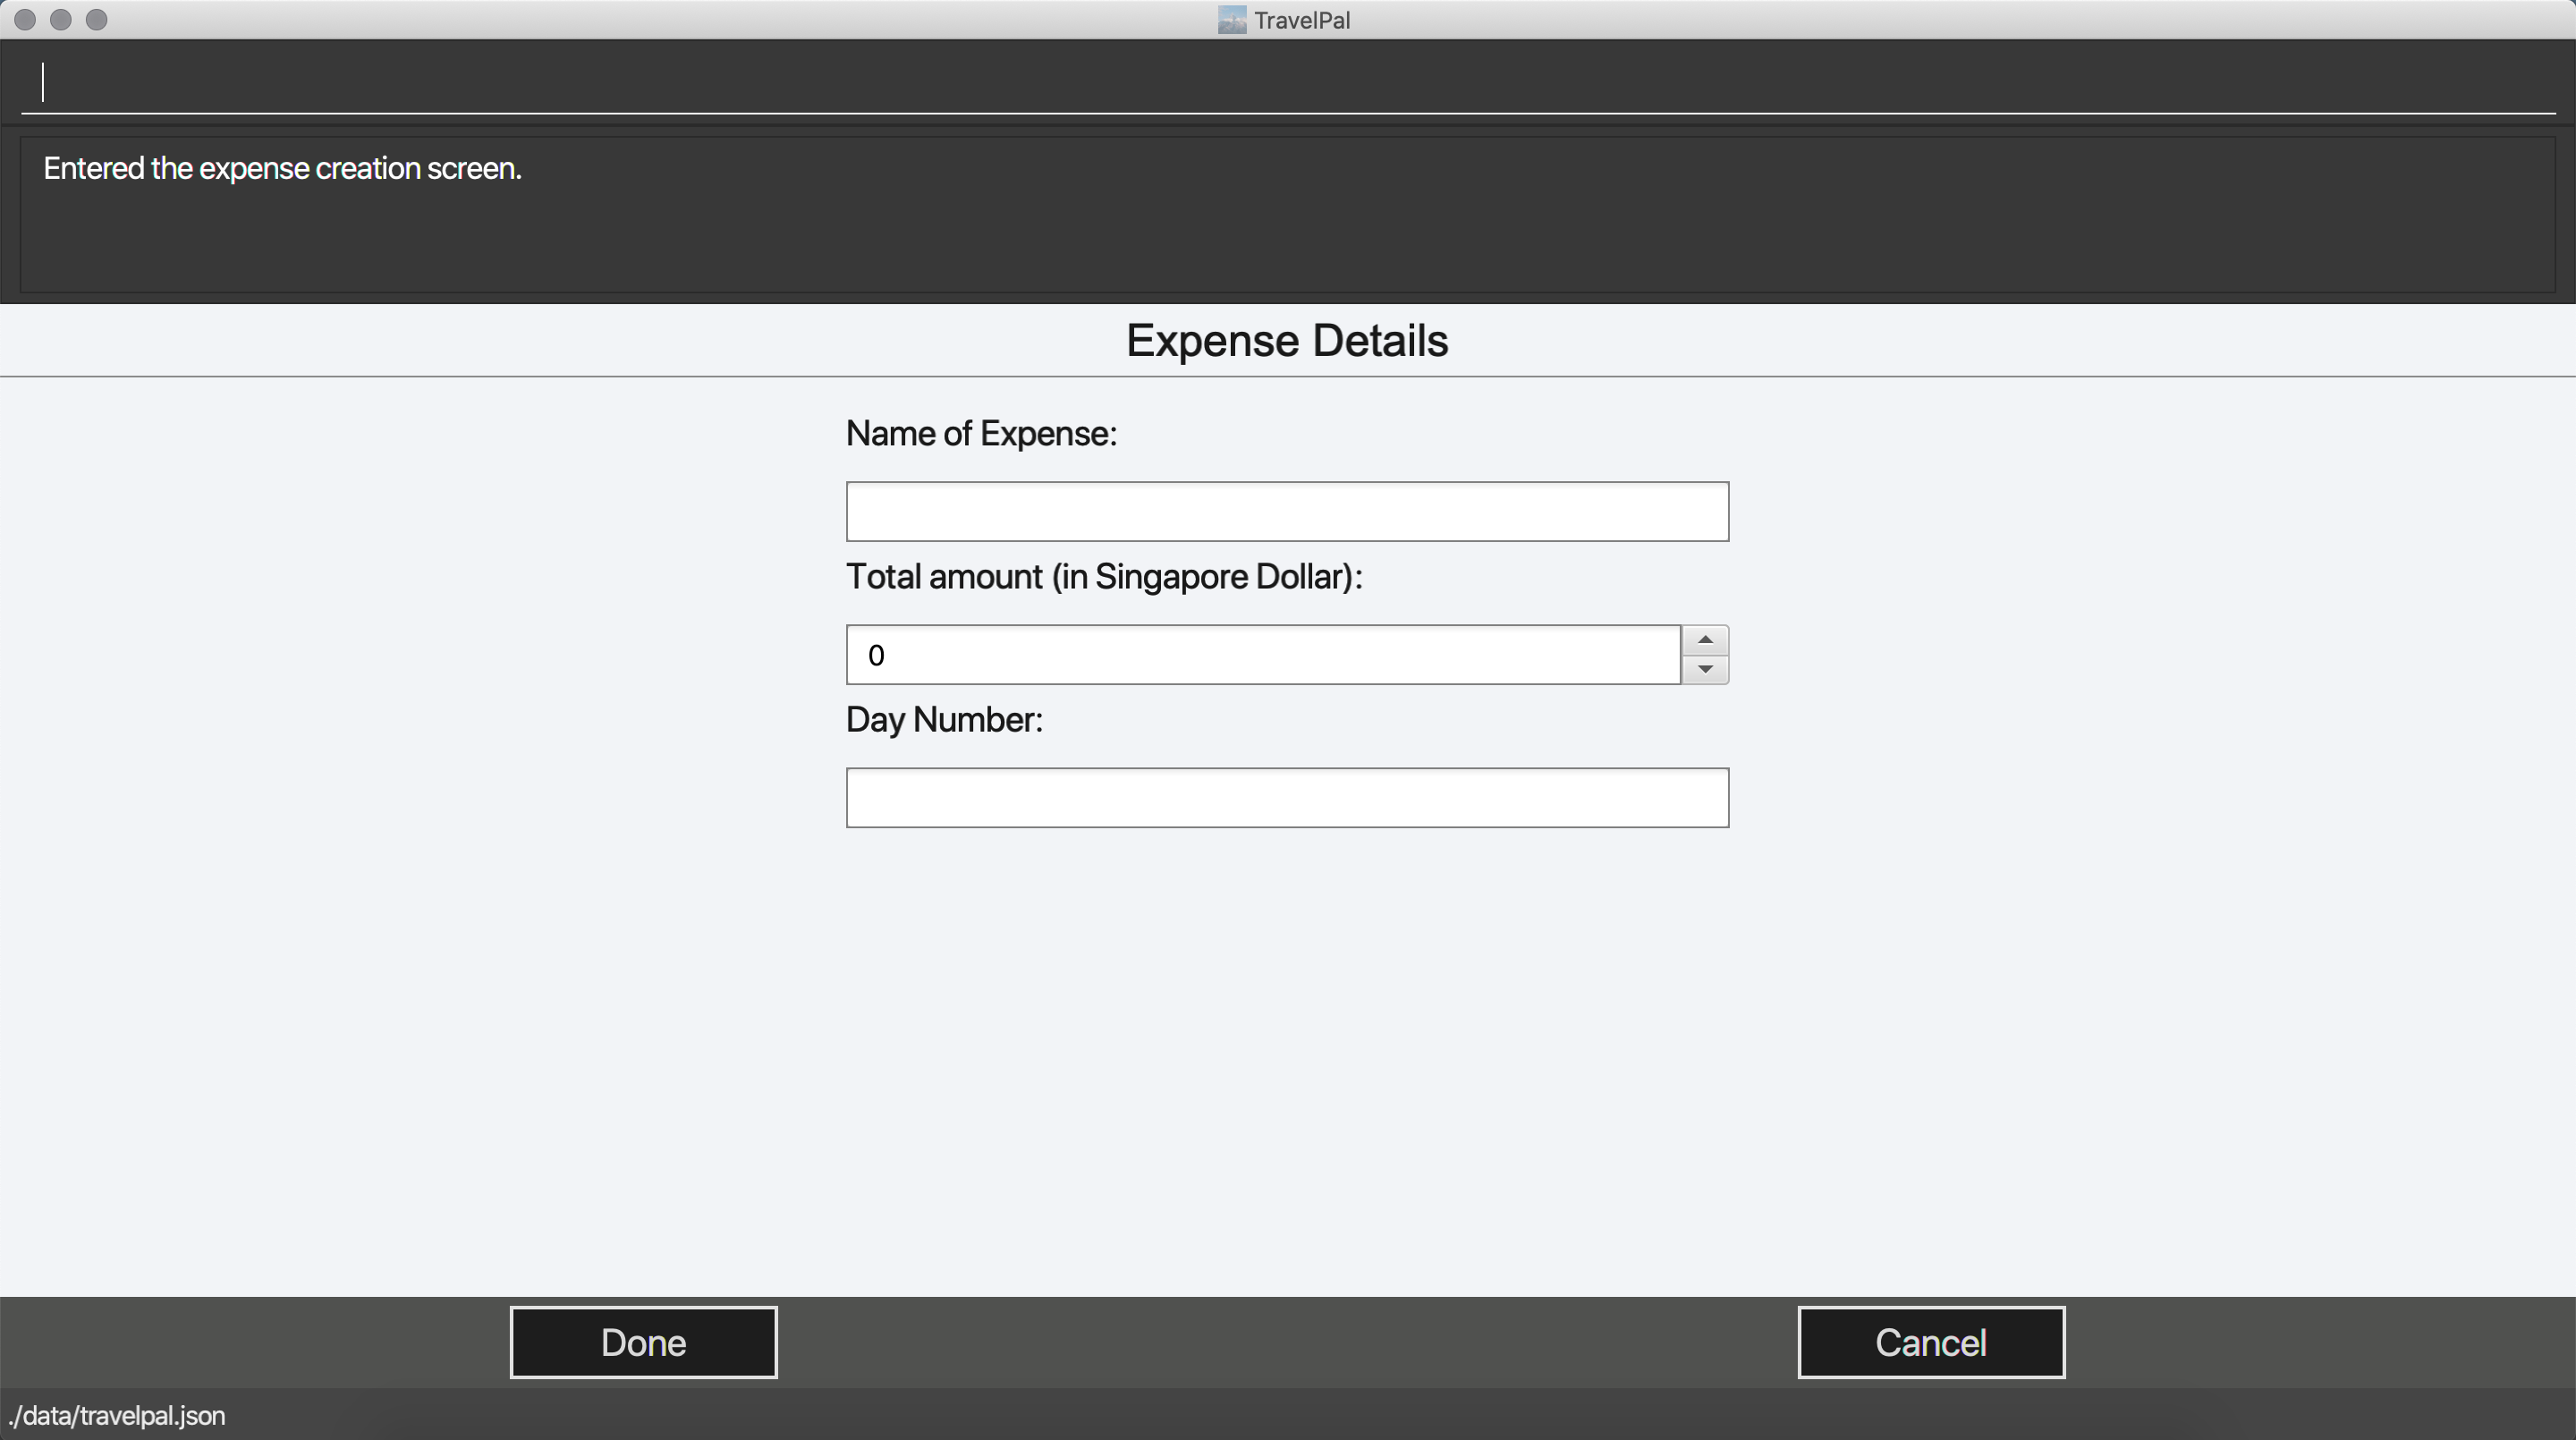 TravelPal
Entered the expense creation screen.
Expense Details
Name of Expense:
Total amount (in Singapore Dollar):
0
Day Number:
Done
Cancel
./data/travelpal.json